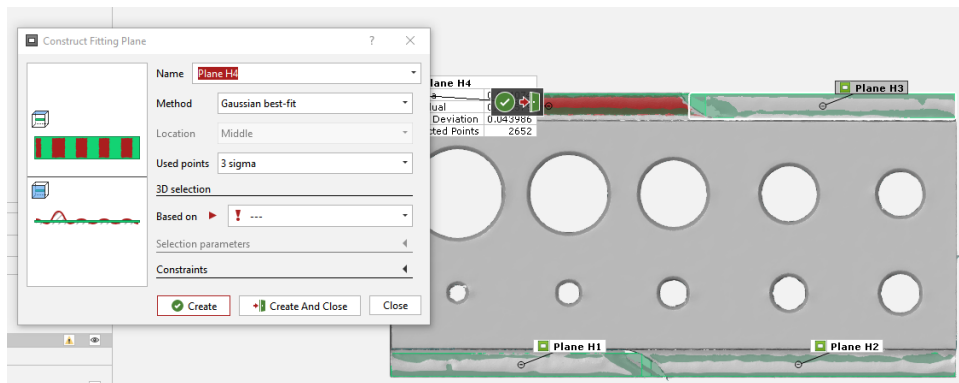 Construct Fitting Plane
?
Name
Plane H4
Method
Gaussian best-fit
Location
Middle
Used points
3 sigma
3D selection
Based on
! ---
Selection parameters
Constraints
Create
Create And Close
Close
lane H4
dual
Deviation 0.043986
cted Points 2652
Plane H3
Plane H1
Plane H2